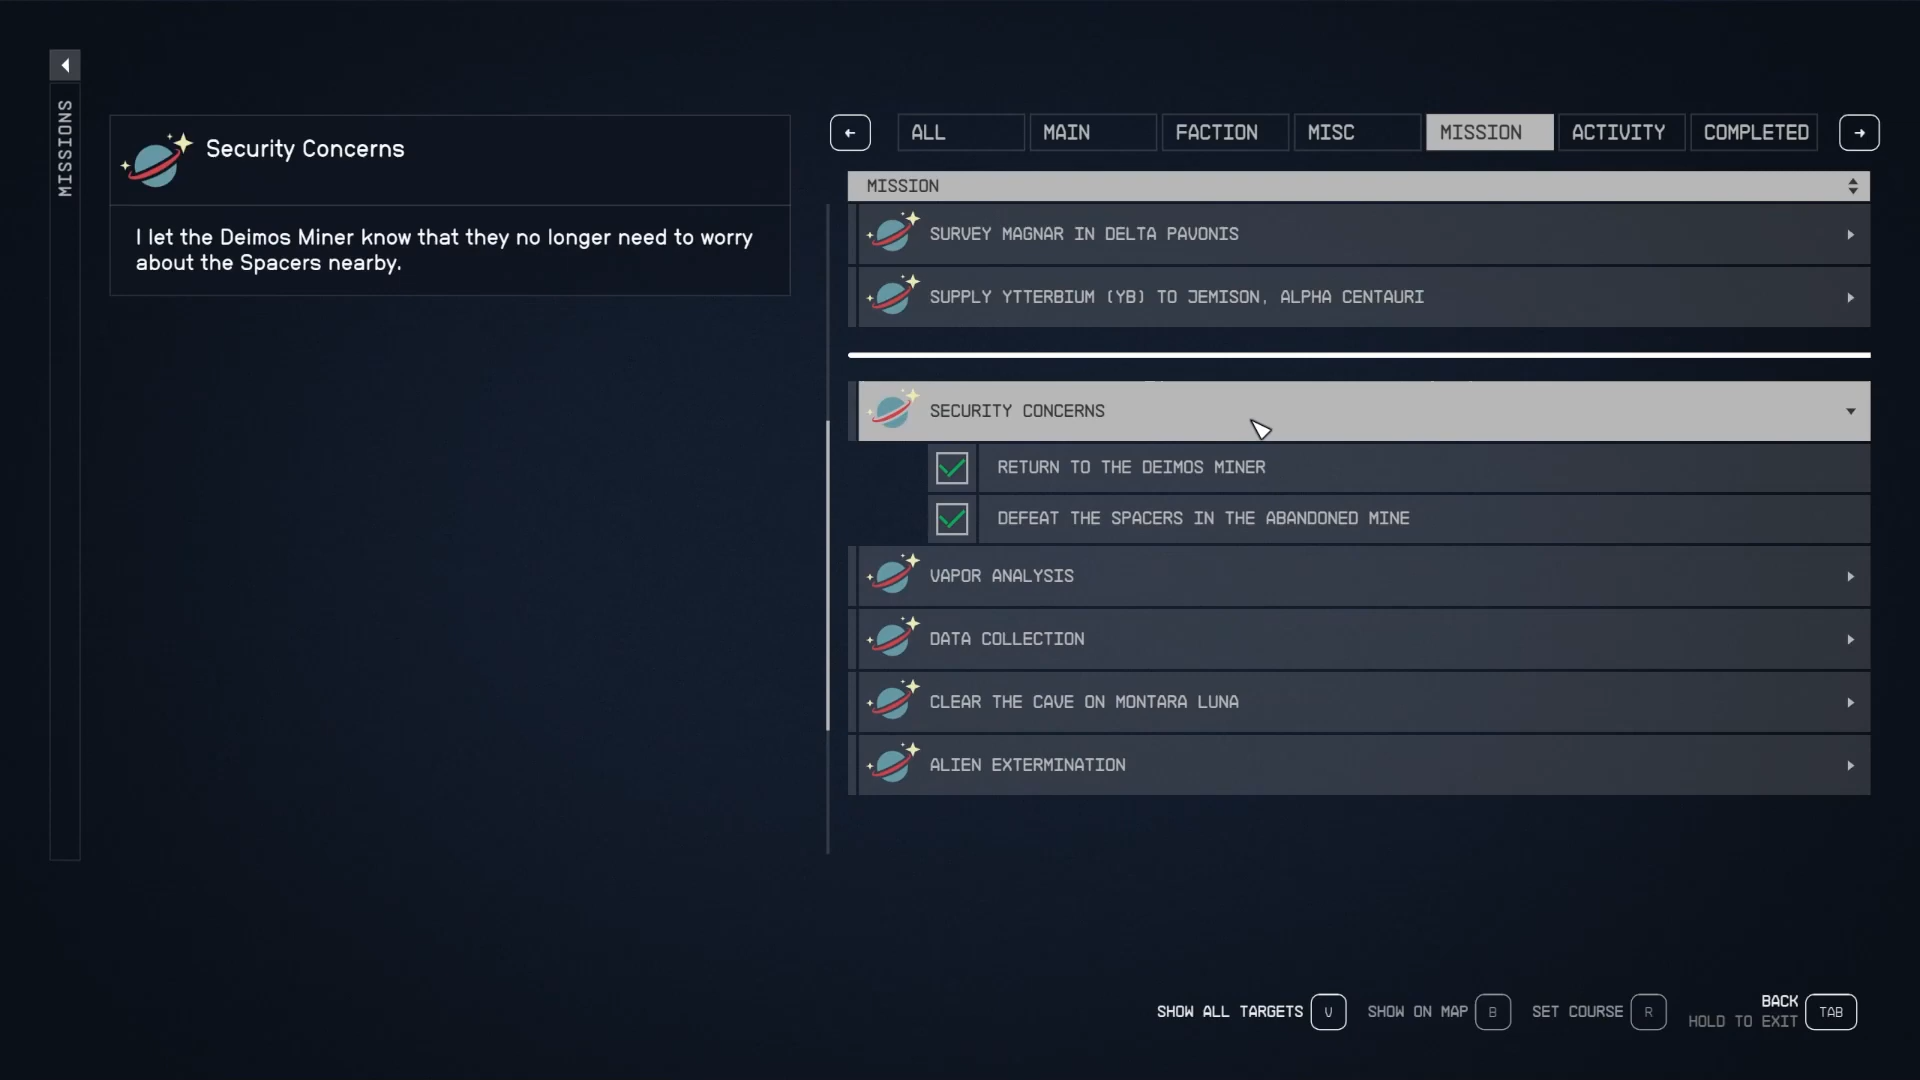 MISSIONS
Security Concerns
I let the Deimos Miner know that they no longer need to worry
about the Spacers nearby.
ALL
MAIN
FACTION
MISC
MISSION
ACTIVITY
COMPLETED
MISSION
SURVEY MAGNAR IN DELTA PAVONIS
SUPPLY YTTERBIUM (YB) TO JEMISON, ALPHA CENTAURI
SECURITY CONCERNS
RETURN TO THE DEIMOS MINER
DEFEAT THE SPACERS IN THE ABANDONED MINE
VAPOR ANALYSIS
DATA COLLECTION
CLEAR THE CAVE ON MONTARA LUNA
ALIEN EXTERMINATION
SHOW ALL TARGETS V
SHOW ON MAP B
SET COURSE R
BACK
HOLD TO EXIT
TAB